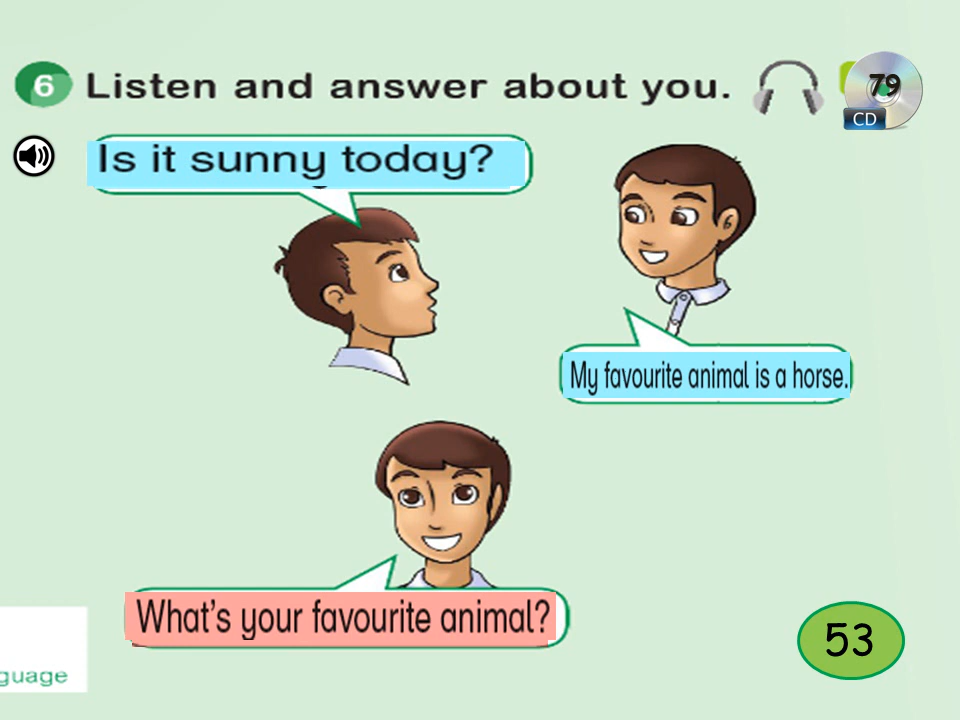 6 Listen and answer about you.
79
CD
Is it sunny today?
My favourite animal is a horse.
What's your favourite animal?
53
guage